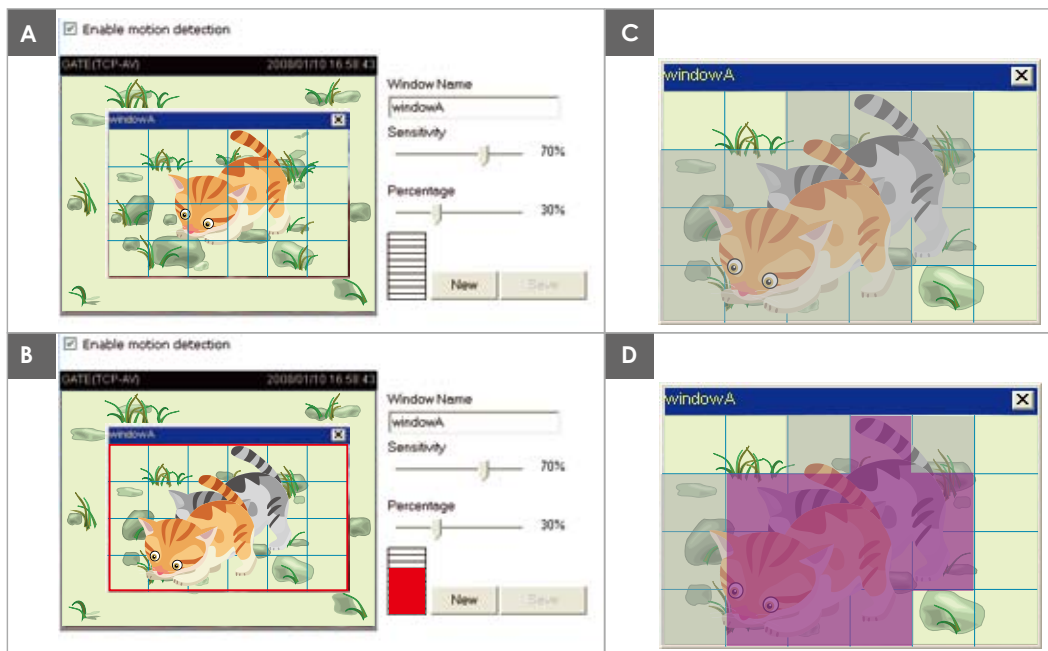 A
Enable motion detection
GATE(TCP-AV) 2008/01/10 16:58:43
windowA
Window Name
windowA
Sensitivity
70%
Percentage
30%
New Save
C
windowA
B
Enable motion detection
GATE(TCP-AV) 2008/01/10 16:58:43
windowA
Window Name
windowA
Sensitivity
70%
Percentage
30%
New Save
D
windowA